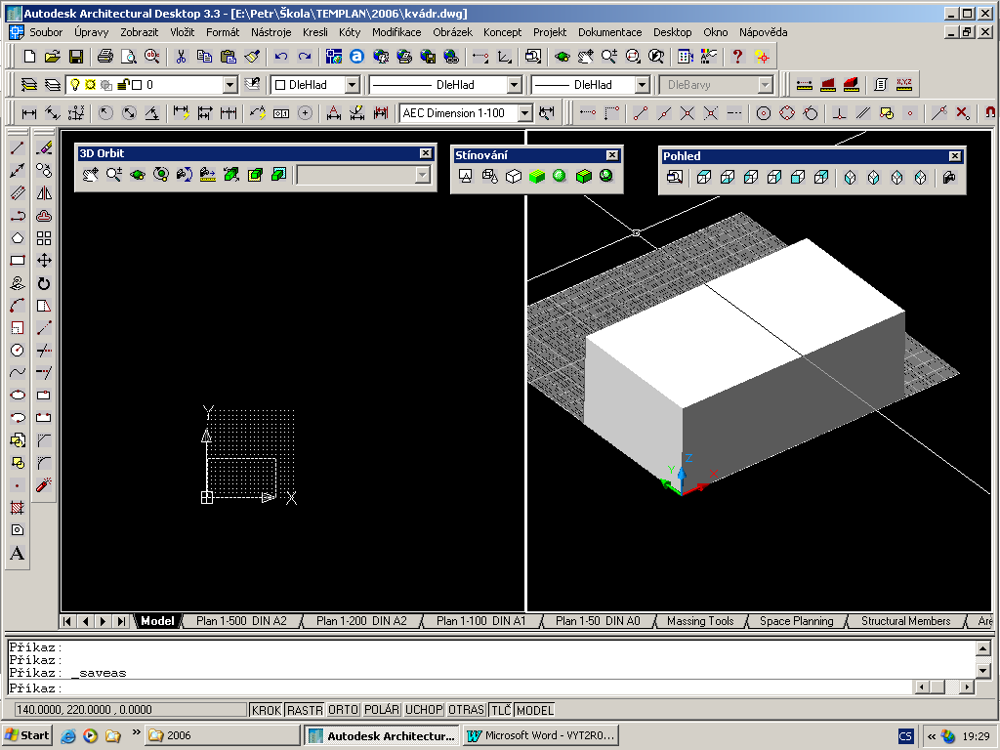 Autodesk Architectural Desktop 3.3 - [E:\Petr\Škola\TEMPLAN\2006\kvádr.dwg]
Soubor Úpravy Zobrazit Vložit Formát Nástroje Kresli Kóty Modifikace Obrázek Koncept Projekt Dokumentace Desktop Okno Nápověda
0 DleHlad DleHlad DleHlad DleBarvy
AEC Dimension 1-100
3D Orbit
Stínování
Pohled
Y
X
Z
Y
X
A
Model Plan 1-500 DIN A2 Plan 1-200 DIN A2 Plan 1-100 DIN A1 Plan 1-50 DIN A0 Massing Tools Space Planning Structural Members
Příkaz:
Příkaz:
Příkaz: _saveas
Příkaz:
140.0000, 220.0000 , 0.0000 KROK RASTR ORTO POLÁR UCHOP OTRAS TLČ MODEL
Start » 2006 Autodesk Architectur... Microsoft Word - VYT2R0... CS « 19:29